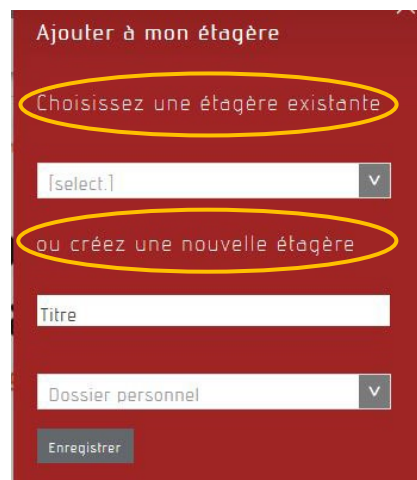 Ajouter à mon étagère
Choisissez une étagère existante
[select.]
ou créez une nouvelle étagère
Titre
Dossier personnel
Enregistrer